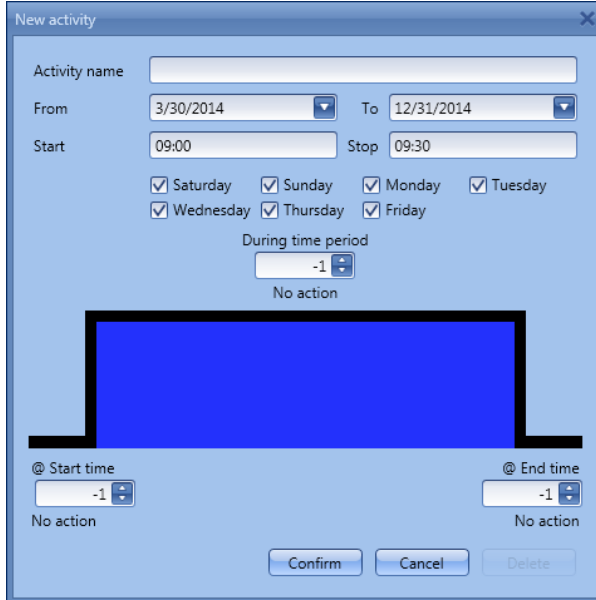 New activity
Activity name
From 3/30/2014 To 12/31/2014
Start 09:00 Stop 09:30
Saturday Sunday Monday Tuesday
Wednesday Thursday Friday
During time period
-1
No action
@ Start time @ End time
-1 -1
No action No action
Confirm Cancel Delete